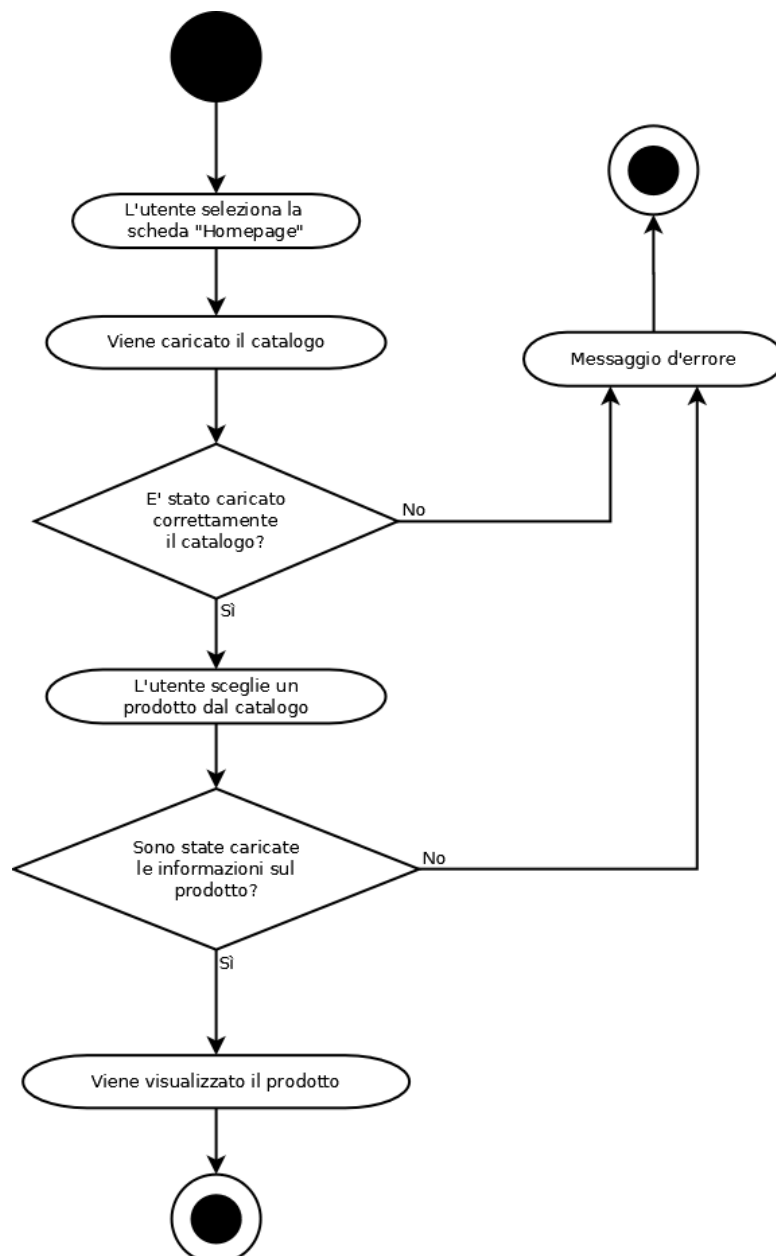 L'utente seleziona la
scheda "Homepage"
Viene caricato il catalogo
Messaggio d'errore
E' stato caricato
correttamente
il catalogo?
No
Sì
L'utente sceglie un
prodotto dal catalogo
Sono state caricate
le informazioni sul
prodotto?
No
Sì
Viene visualizzato il prodotto